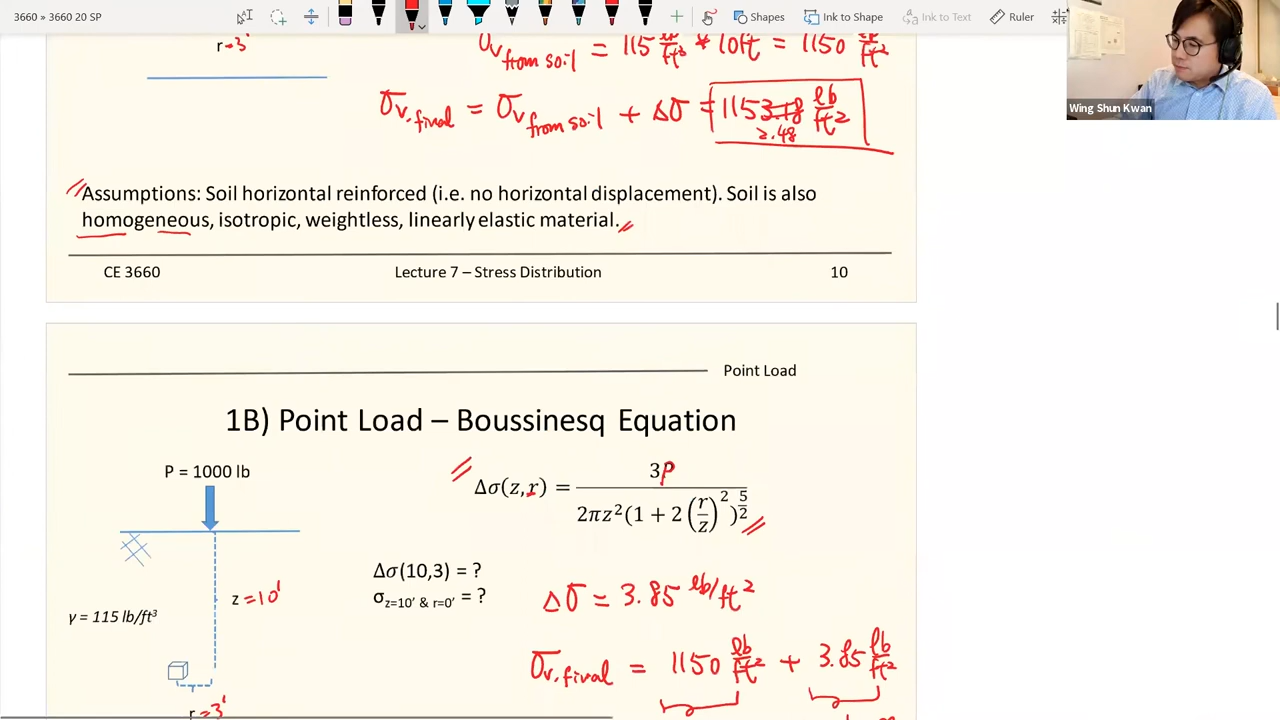 3660 » 3660 20 SP
Shapes
Ink to Shape
Ink to Text
Ruler
r = 3'
σv from soil = 115 lb/ft³ * 10ft = 1150 lb/ft²
σv,final = σv from soil + Δσ = 1153.18 lb/ft²
2.48
Wing Shun Kwan
Assumptions: Soil horizontal reinforced (i.e. no horizontal displacement). Soil is also
homogeneous, isotropic, weightless, linearly elastic material.
CE 3660
Lecture 7 – Stress Distribution
10
Point Load
1B) Point Load – Boussinesq Equation
P = 1000 lb
Δσ(z,r) = 3P / 2πz²(1 + 2(r/z)²)^5/2
Δσ(10,3) = ?
σz=10' & r=0' = ?
Δσ = 3.85 lb/ft²
z = 10'
γ = 115 lb/ft³
σv,final = 1150 lb/ft² + 3.85 lb/ft²
r = 3'